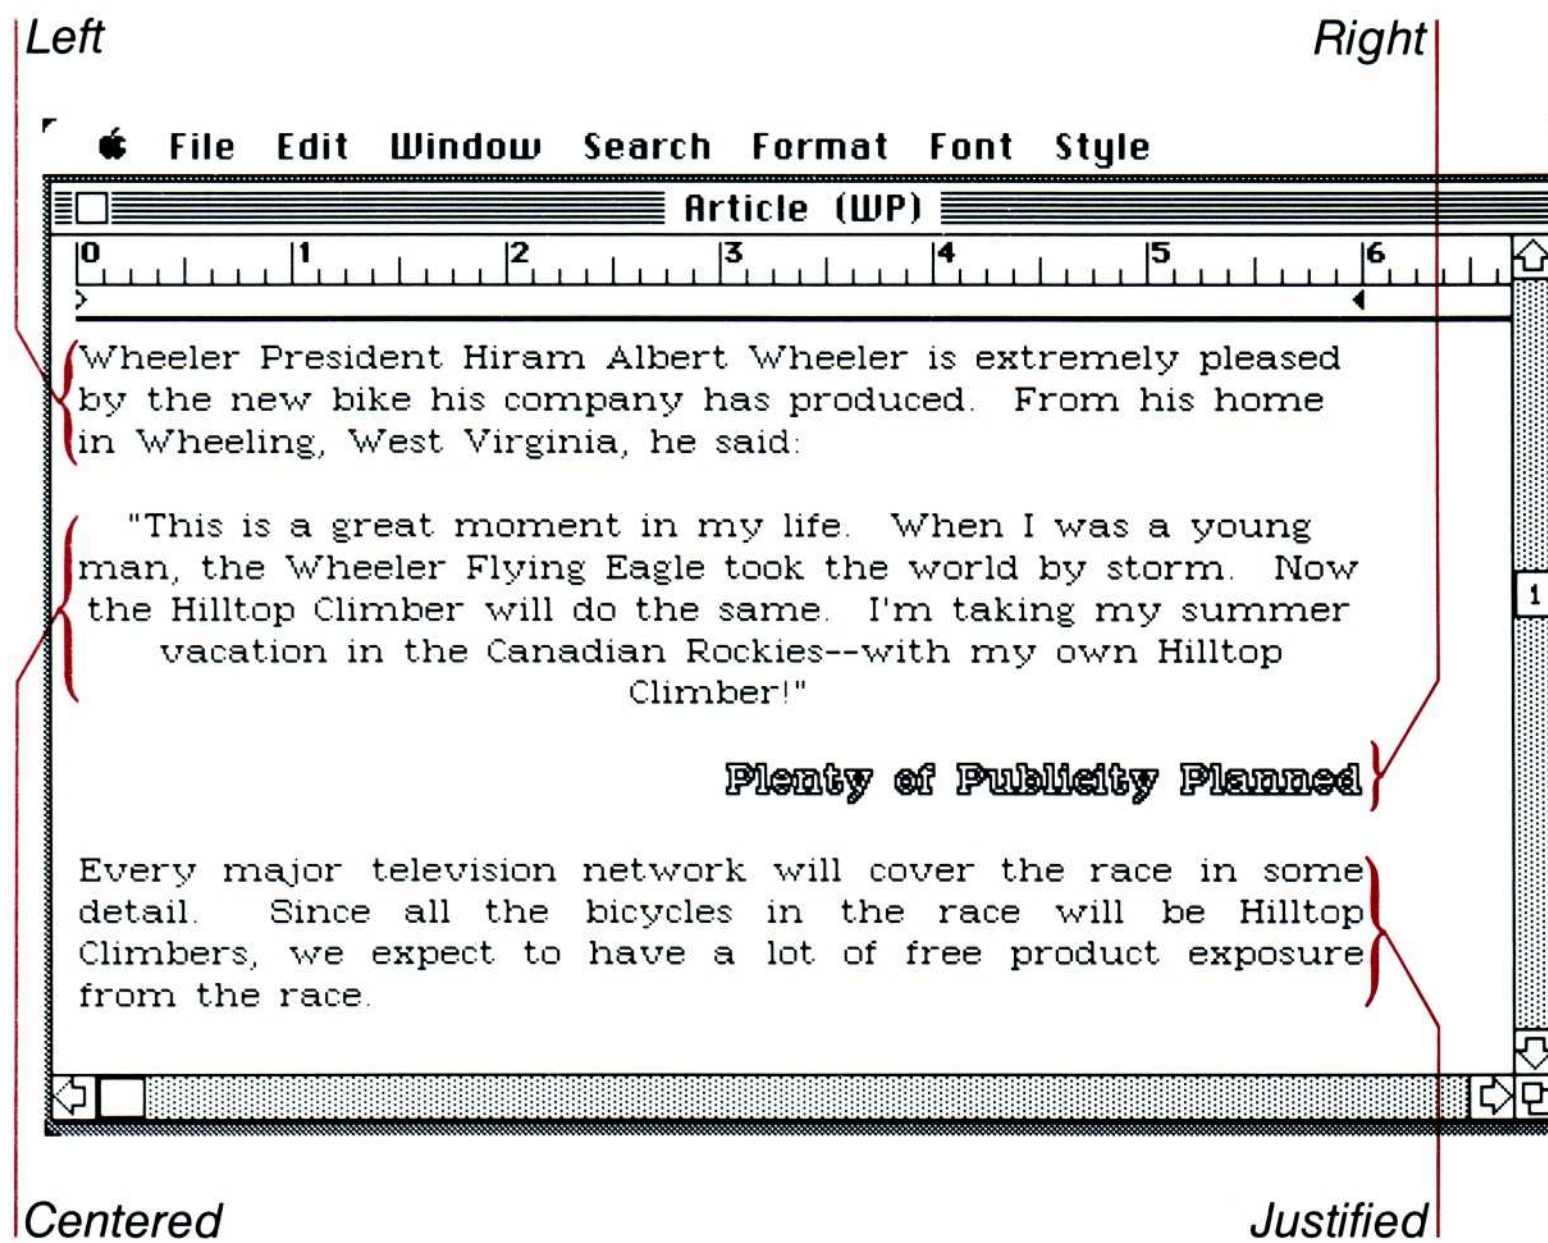 Left
Right
File Edit Window Search Format Font Style
Article (WP)
0 1 2 3 4 5 6
Wheeler President Hiram Albert Wheeler is extremely pleased
by the new bike his company has produced.  From his home
in Wheeling, West Virginia, he said:
"This is a great moment in my life.  When I was a young
man, the Wheeler Flying Eagle took the world by storm.  Now
the Hilltop Climber will do the same.  I'm taking my summer
vacation in the Canadian Rockies--with my own Hilltop
Climber!"
1
Plenty of Publicity Planned
Every major television network will cover the race in some
detail.  Since all the bicycles in the race will be Hilltop
Climbers, we expect to have a lot of free product exposure
from the race.
Centered
Justified